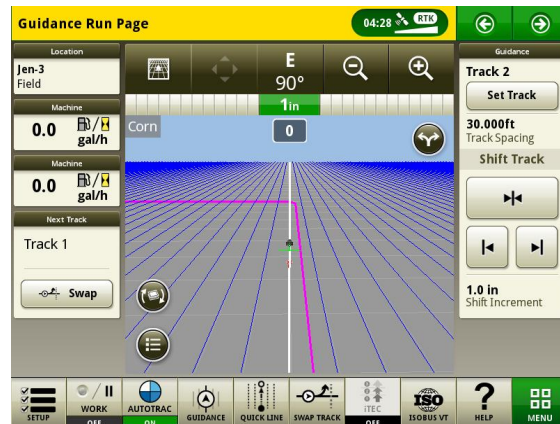 Guidance Run Page
04:28 RTK
Location
Jen-3
Field
Machine
0.0
gal/h
Machine
0.0
gal/h
Next Track
Track 1
Swap
E
90°
1in
Corn
0
Guidance
Track 2
Set Track
30.000ft
Track Spacing
Shift Track
1.0 in
Shift Increment
SETUP
WORK
OFF
AUTOTRAC
ON
GUIDANCE
QUICK LINE
SWAP TRACK
iTEC
OFF
ISO
ISOBUS VT
?
HELP
MENU